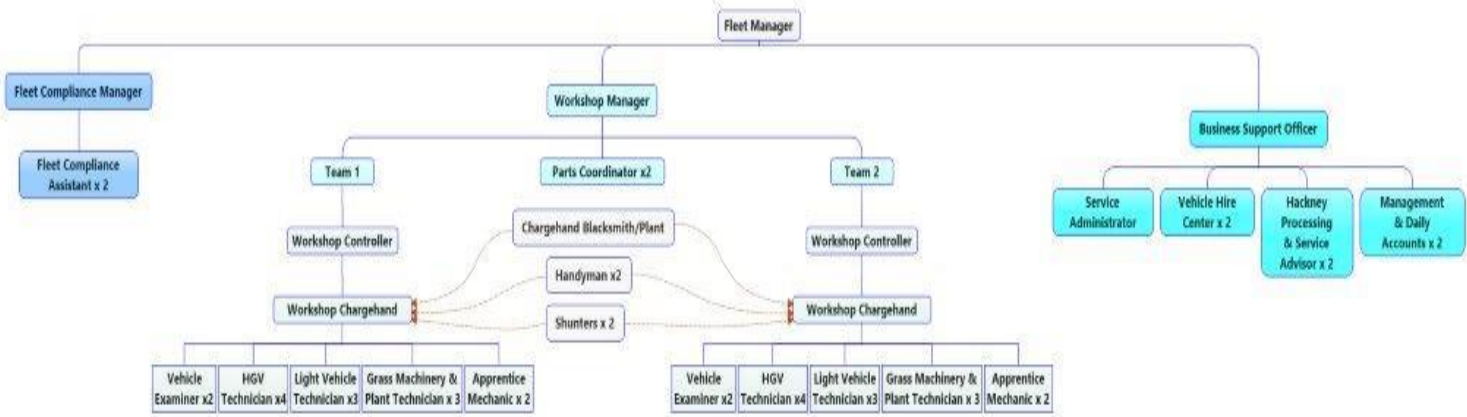 Fleet Manager
Fleet Compliance Manager
Workshop Manager
Business Support Officer
Fleet Compliance
Assistant x 2
Team 1
Parts Coordinator x2
Team 2
Service
Administrator
Vehicle Hire
Center x 2
Hackney
Processing
& Service
Advisor x 2
Management
& Daily
Accounts x 2
Chargehand Blacksmith/Plant
Workshop Controller
Workshop Controller
Handyman x2
Workshop Chargehand
Workshop Chargehand
Shunters x 2
Vehicle
Examiner x2
HGV
Technician x4
Light Vehicle
Technician x3
Grass Machinery &
Plant Technician x 3
Apprentice
Mechanic x 2
Vehicle
Examiner x2
HGV
Technician x4
Light Vehicle
Technician x3
Grass Machinery &
Plant Technician x 3
Apprentice
Mechanic x 2